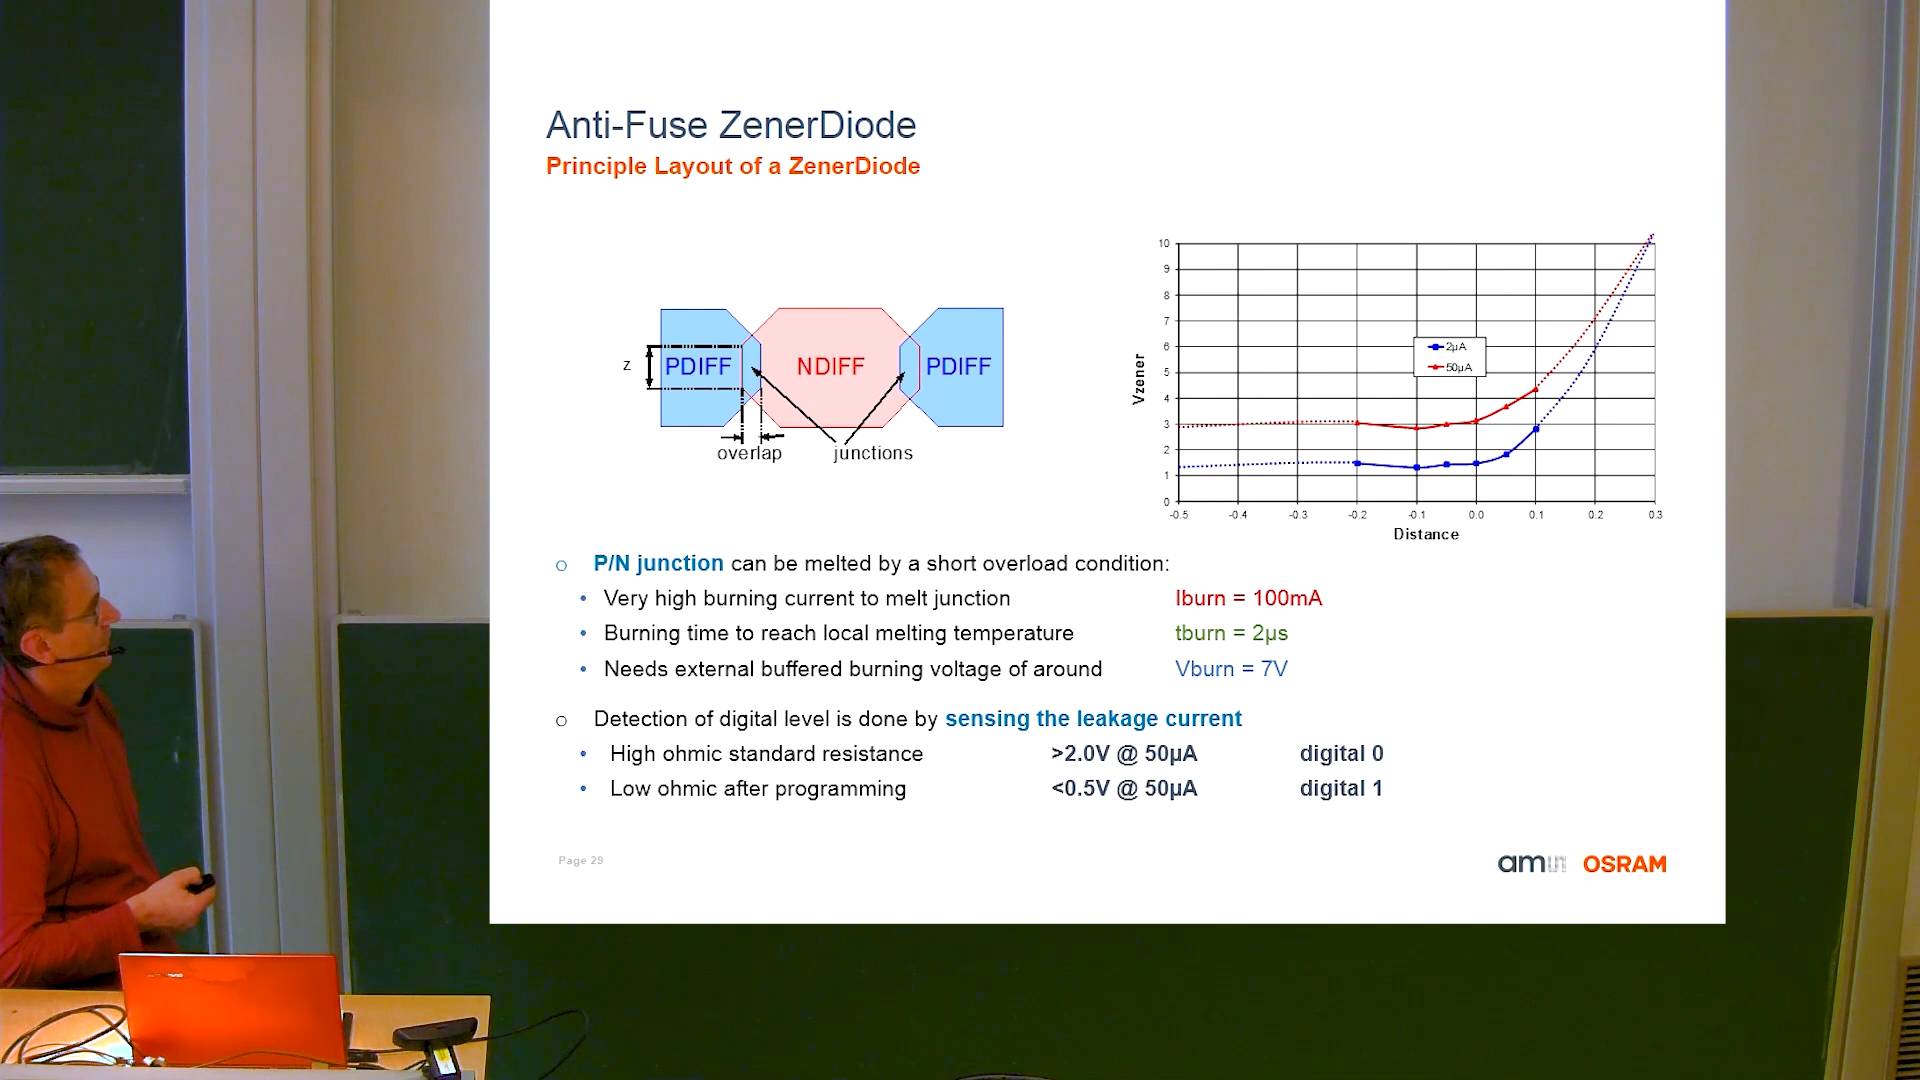 Anti-Fuse ZenerDiode
Principle Layout of a ZenerDiode
z
PDIFF
NDIFF
PDIFF
overlap
junctions
Vzener
10
9
8
7
6
5
4
3
2
1
0
2µA
50µA
-0.5 -0.4 -0.3 -0.2 -0.1 0.0 0.1 0.2 0.3
Distance
o P/N junction can be melted by a short overload condition:
• Very high burning current to melt junction Iburn = 100mA
• Burning time to reach local melting temperature tburn = 2µs
• Needs external buffered burning voltage of around Vburn = 7V
o Detection of digital level is done by sensing the leakage current
• High ohmic standard resistance >2.0V @ 50µA digital 0
• Low ohmic after programming <0.5V @ 50µA digital 1
Page 29
am OSRAM